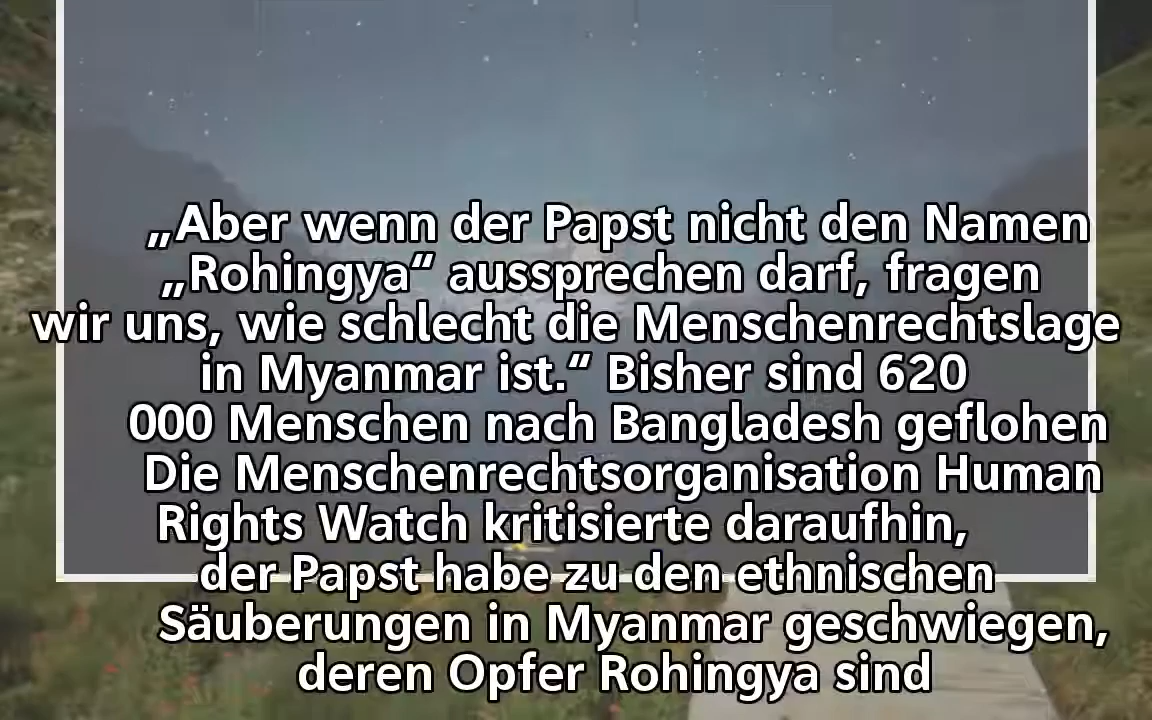 „Aber wenn der Papst nicht den Namen
„Rohingya“ aussprechen darf, fragen
wir uns, wie schlecht die Menschenrechtslage
in Myanmar ist.“ Bisher sind 620
000 Menschen nach Bangladesh geflohen
Die Menschenrechtsorganisation Human
Rights Watch kritisierte daraufhin,
der Papst habe zu den ethnischen
Säuberungen in Myanmar geschwiegen,
deren Opfer Rohingya sind